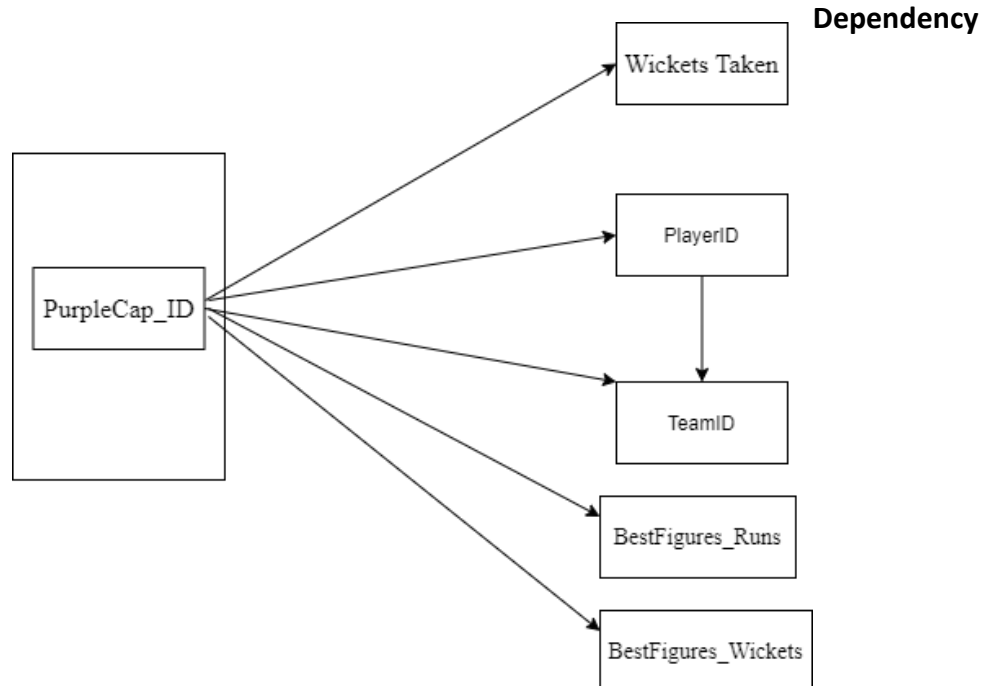 Dependency
Wickets Taken
PlayerID
PurpleCap_ID
TeamID
BestFigures_Runs
BestFigures_Wickets